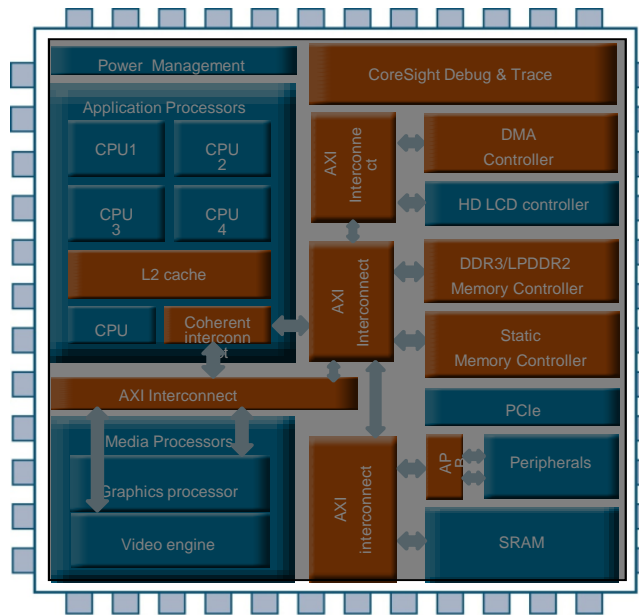 Power Management
CoreSight Debug & Trace
Application Processors
CPU1
CPU
2
CPU
3
CPU
4
L2 cache
CPU
Coherent
interconn
ct
AXI
Interconne
ct
DMA
Controller
HD LCD controller
AXI
Interconnect
DDR3/LPDDR2
Memory Controller
Static
Memory Controller
AXI Interconnect
PCIe
Media Processors
Graphics processor
Video engine
AXI
interconnect
AP
B
Peripherals
SRAM